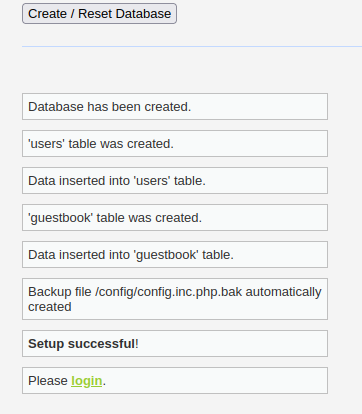 Create / Reset Database
Database has been created.
'users' table was created.
Data inserted into 'users' table.
'guestbook' table was created.
Data inserted into 'guestbook' table.
Backup file /config/config.inc.php.bak automatically
created
Setup successful!
Please login.